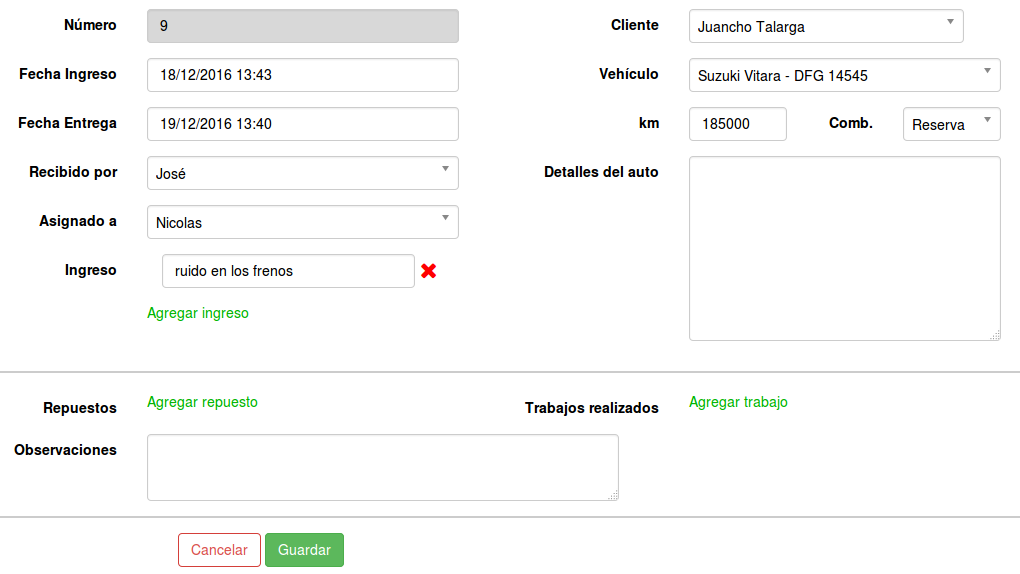 Número 9
Cliente Juancho Talarga
Fecha Ingreso 18/12/2016 13:43
Vehículo Suzuki Vitara - DFG 14545
Fecha Entrega 19/12/2016 13:40
km 185000 Comb. Reserva
Recibido por José
Detalles del auto
Asignado a Nicolas
Ingreso ruido en los frenos
Agregar ingreso
Repuestos Agregar repuesto
Trabajos realizados Agregar trabajo
Observaciones
Cancelar Guardar